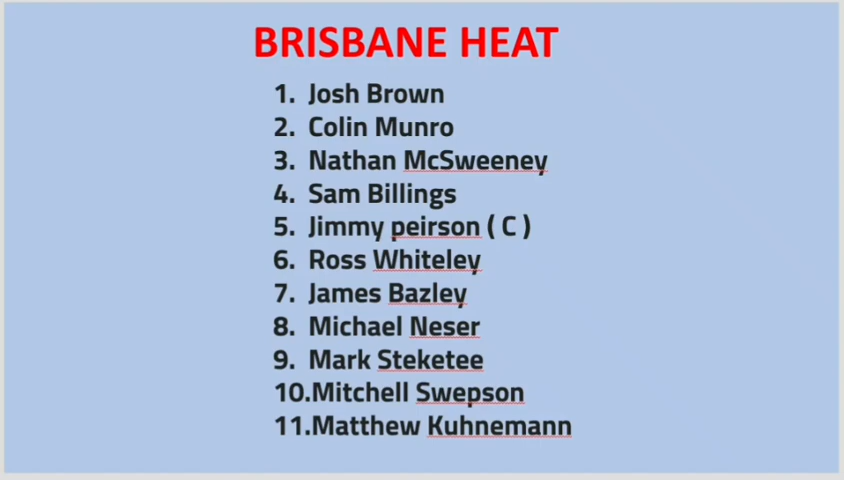 BRISBANE HEAT
1. Josh Brown
2. Colin Munro
3. Nathan McSweeney
4. Sam Billings
5. Jimmy peirson ( C )
6. Ross Whiteley
7. James Bazley
8. Michael Neser
9. Mark Steketee
10.Mitchell Swepson
11.Matthew Kuhnemann